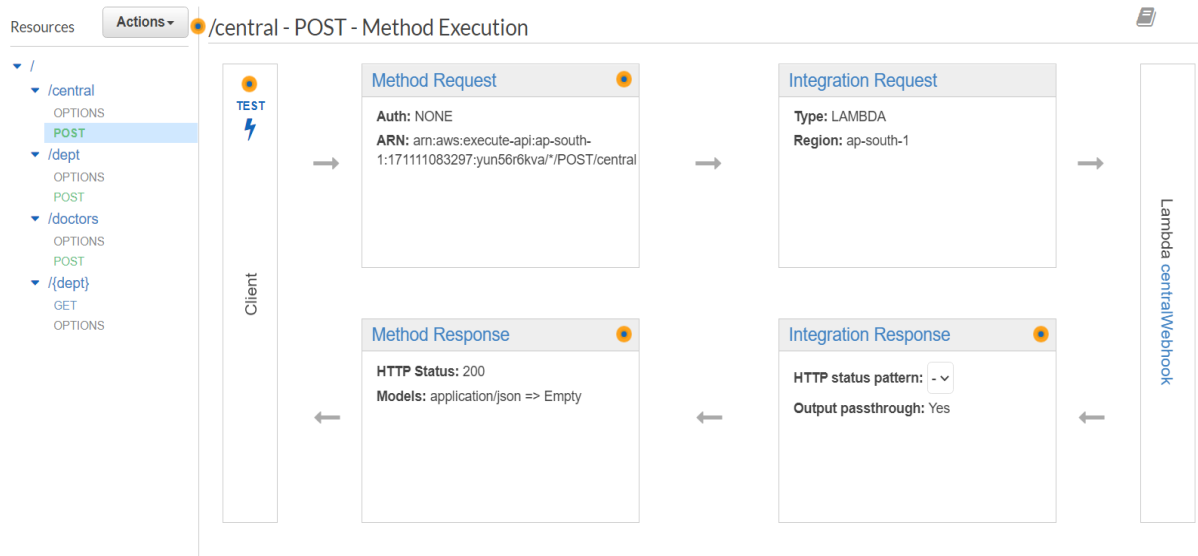 Resources
Actions
/central - POST - Method Execution
/
/central
OPTIONS
POST
/dept
OPTIONS
POST
/doctors
OPTIONS
POST
/{dept}
GET
OPTIONS
TEST
Client
Method Request
Auth: NONE
ARN: arn:aws:execute-api:ap-south-
1:171111083297:yun56r6kva/*/POST/central
Integration Request
Type: LAMBDA
Region: ap-south-1
Lambda centralWebhook
Method Response
HTTP Status: 200
Models: application/json => Empty
Integration Response
HTTP status pattern: -
Output passthrough: Yes